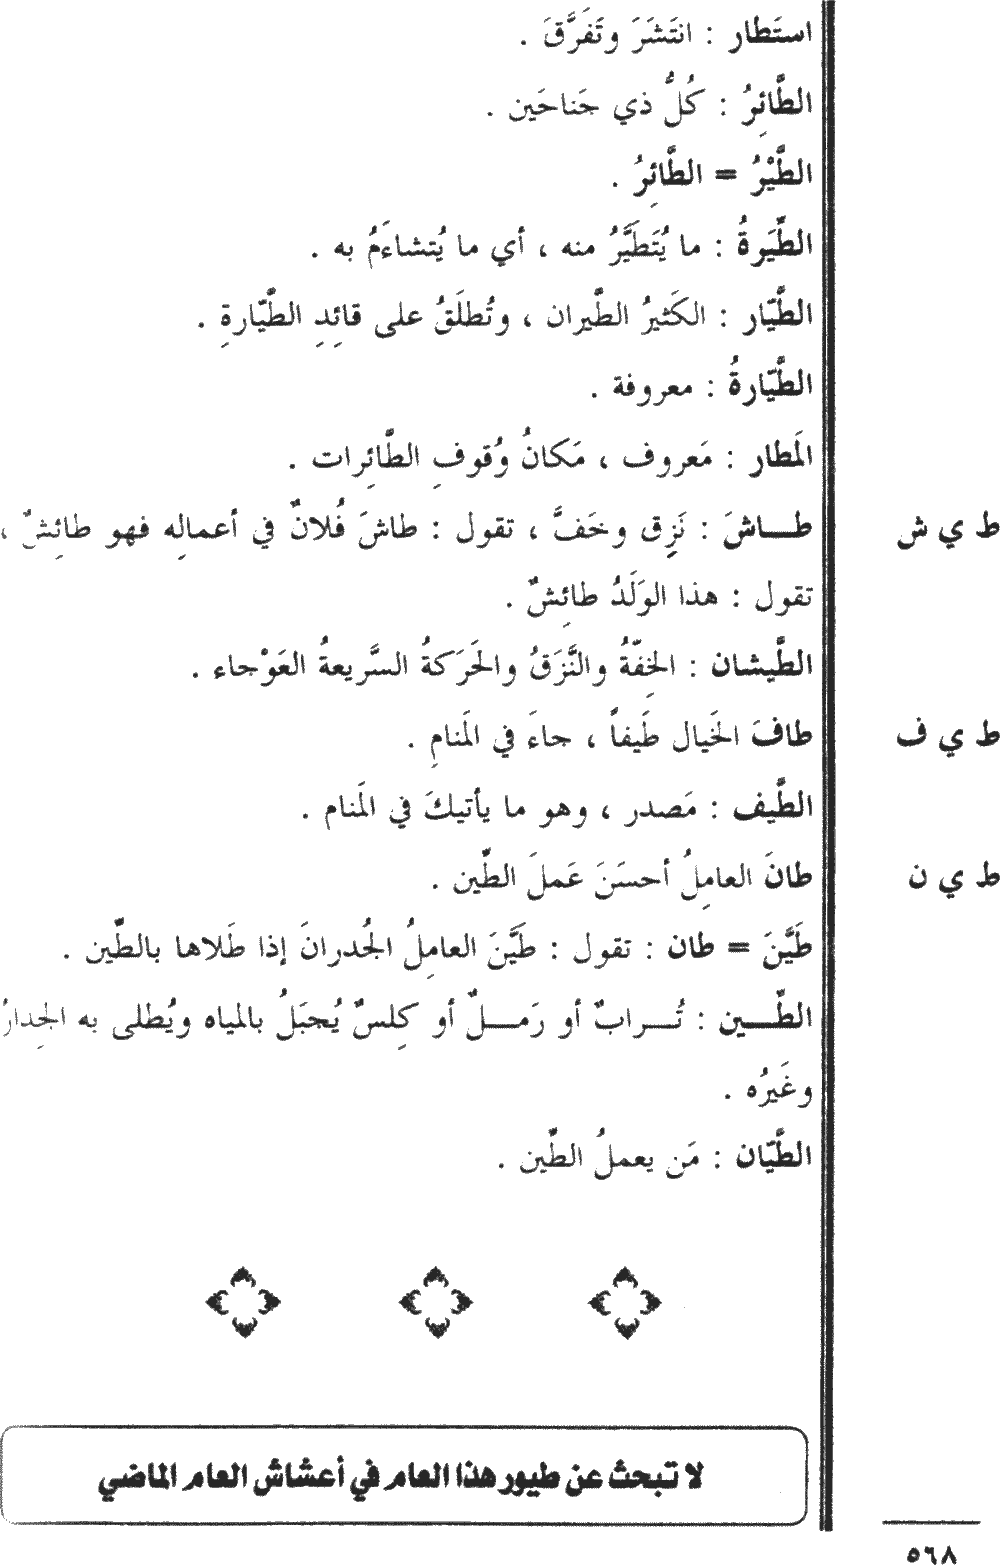 استَطار : انتَشَرَ وتَفَرَّقَ .
الطَّائِرُ : كُلُّ ذي جَناحَين .
الطَّيْرُ = الطَّائِرُ .
الطِّيَرةُ : ما يُتَطَيَّرُ منه ، أي ما يُتشاءَمُ به .
الطَّيّار : الكَثيرُ الطَّيران ، وتُطلَقُ على قائِدِ الطَّيّارةِ .
الطَّيّارةُ : معروفة .
المَطار : مَعروف ، مَكانُ وُقوفِ الطَّائِرات .
ط ي ش طـــاشَ : نَزِق وخَفَّ ، تقول : طاشَ فُلانٌ في أعمالِه فهو طائِشٌ ،
تقول : هذا الوَلَدُ طائِشٌ .
الطَّيشان : الخِفّةُ والنَّزَقُ والحَرَكةُ السَّريعةُ العَوْجاء .
ط ي ف طافَ الخَيال طَيفاً ، جاءَ في المَنامِ .
الطَّيف : مَصدر ، وهو ما يأتيكَ في المَنام .
ط ي ن طانَ العامِلُ أحسَنَ عَملَ الطّين .
طَيَّنَ = طان : تقول : طَيَّنَ العامِلُ الجُدرانَ إذا طَلاها بالطّين .
الطّـــين : تُـــرابٌ أو رَمـــلٌ أو كِلسٌ يُجبَلُ بالمياه ويُطلى به الجِدارُ
وغَيرُه .
الطَّيّان : مَن يعملُ الطّين .
لا تبحث عن طيور هذا العام في أعشاش العام الماضي
٥٦٨